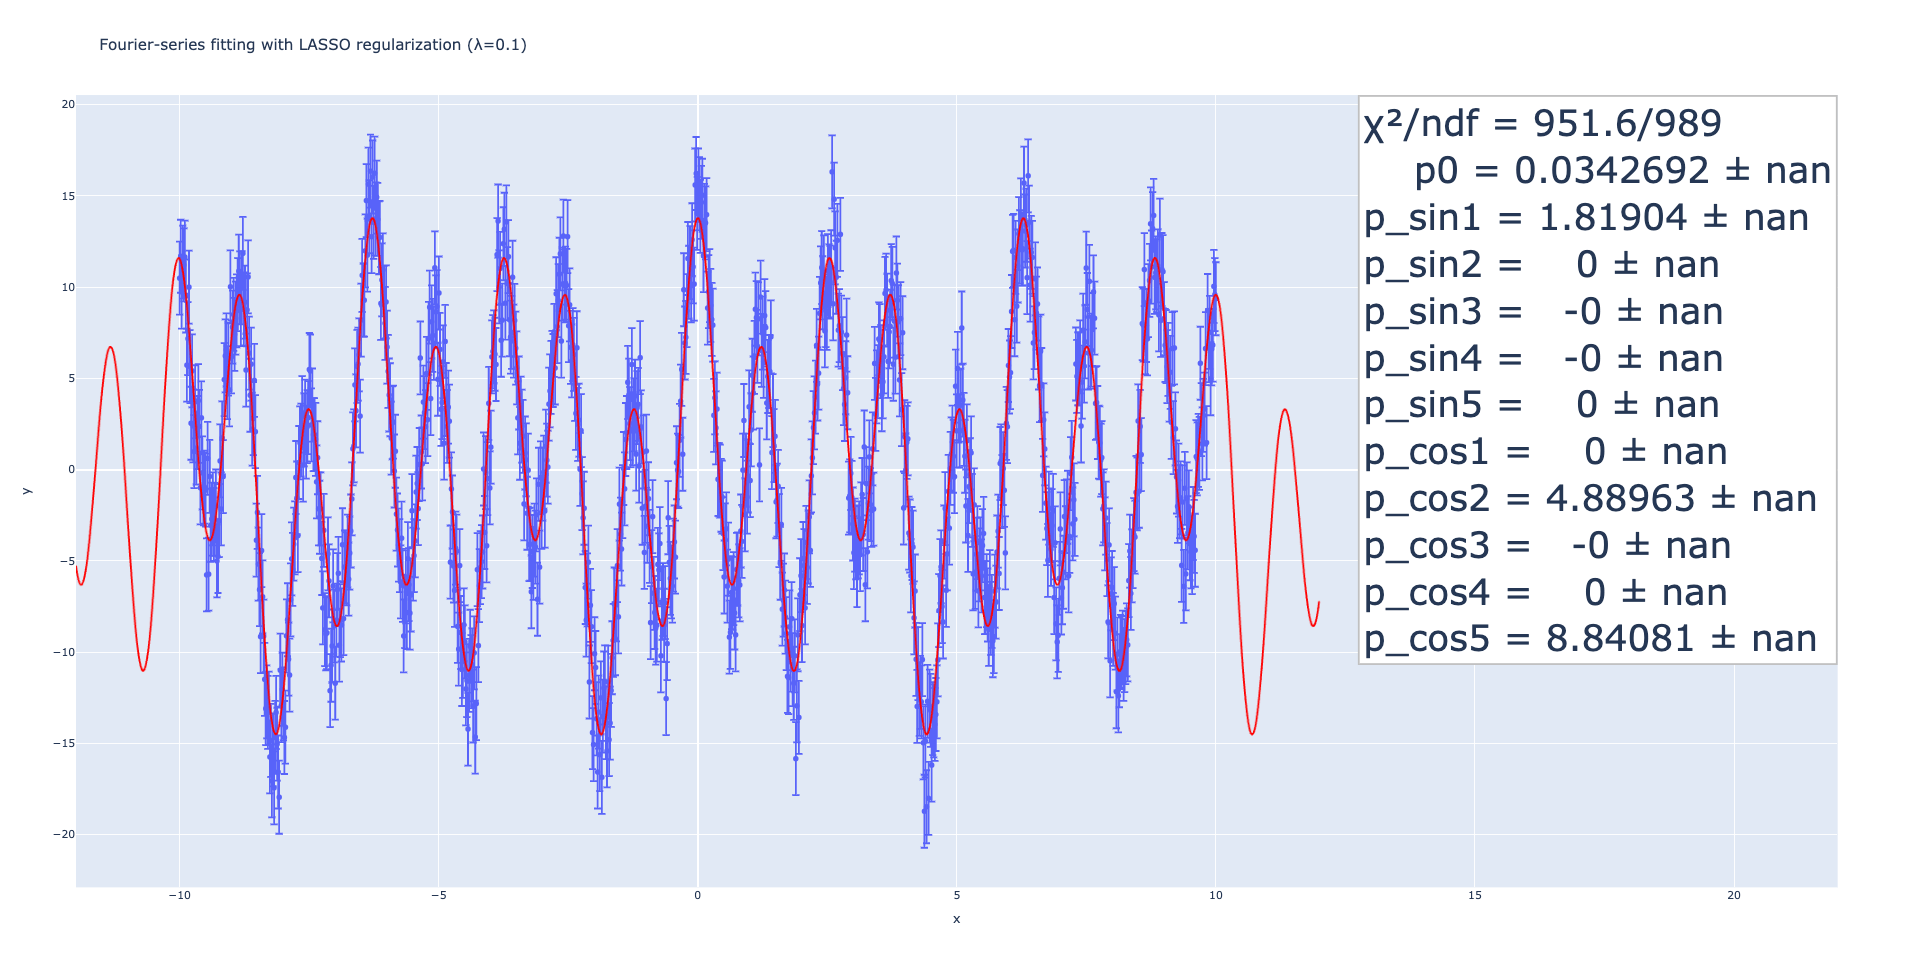 Fourier-series fitting with LASSO regularization (λ=0.1)
χ²/ndf = 951.6/989
p0 = 0.0342692 ± nan
p_sin1 = 1.81904 ± nan
p_sin2 = 0 ± nan
p_sin3 = -0 ± nan
p_sin4 = -0 ± nan
p_sin5 = 0 ± nan
p_cos1 = 0 ± nan
p_cos2 = 4.88963 ± nan
p_cos3 = -0 ± nan
p_cos4 = 0 ± nan
p_cos5 = 8.84081 ± nan
20
15
10
5
0
−5
−10
−15
−20
y
−10 −5 0 5 10 15 20
x